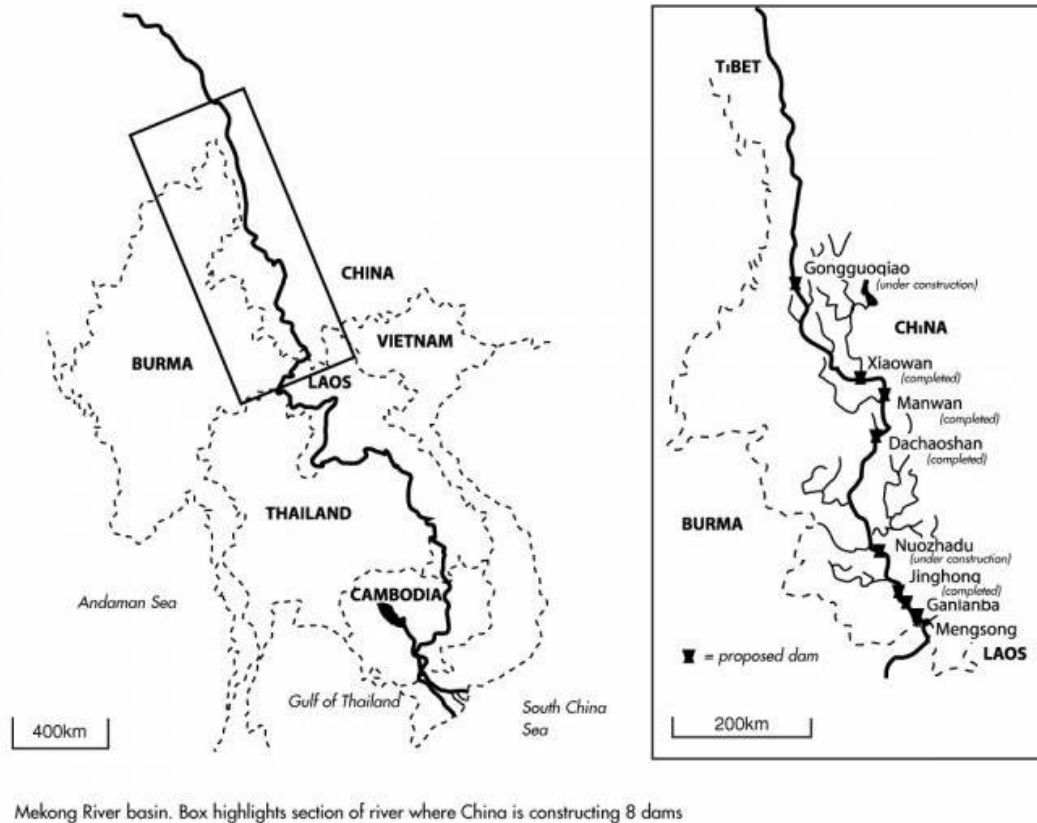 CHINA
VIETNAM
BURMA
LAOS
THAILAND
CAMBODIA
Andaman Sea
Gulf of Thailand
South China
Sea
400km
TIBET
Gongguoqiao
(under construction)
CHINA
Xiaowan
(completed)
Manwan
(completed)
Dachaoshan
(completed)
BURMA
Nuozhadu
(under construction)
Jinghong
(completed)
Ganlanba
Mengsong
LAOS
= proposed dam
200km
Mekong River basin. Box highlights section of river where China is constructing 8 dams